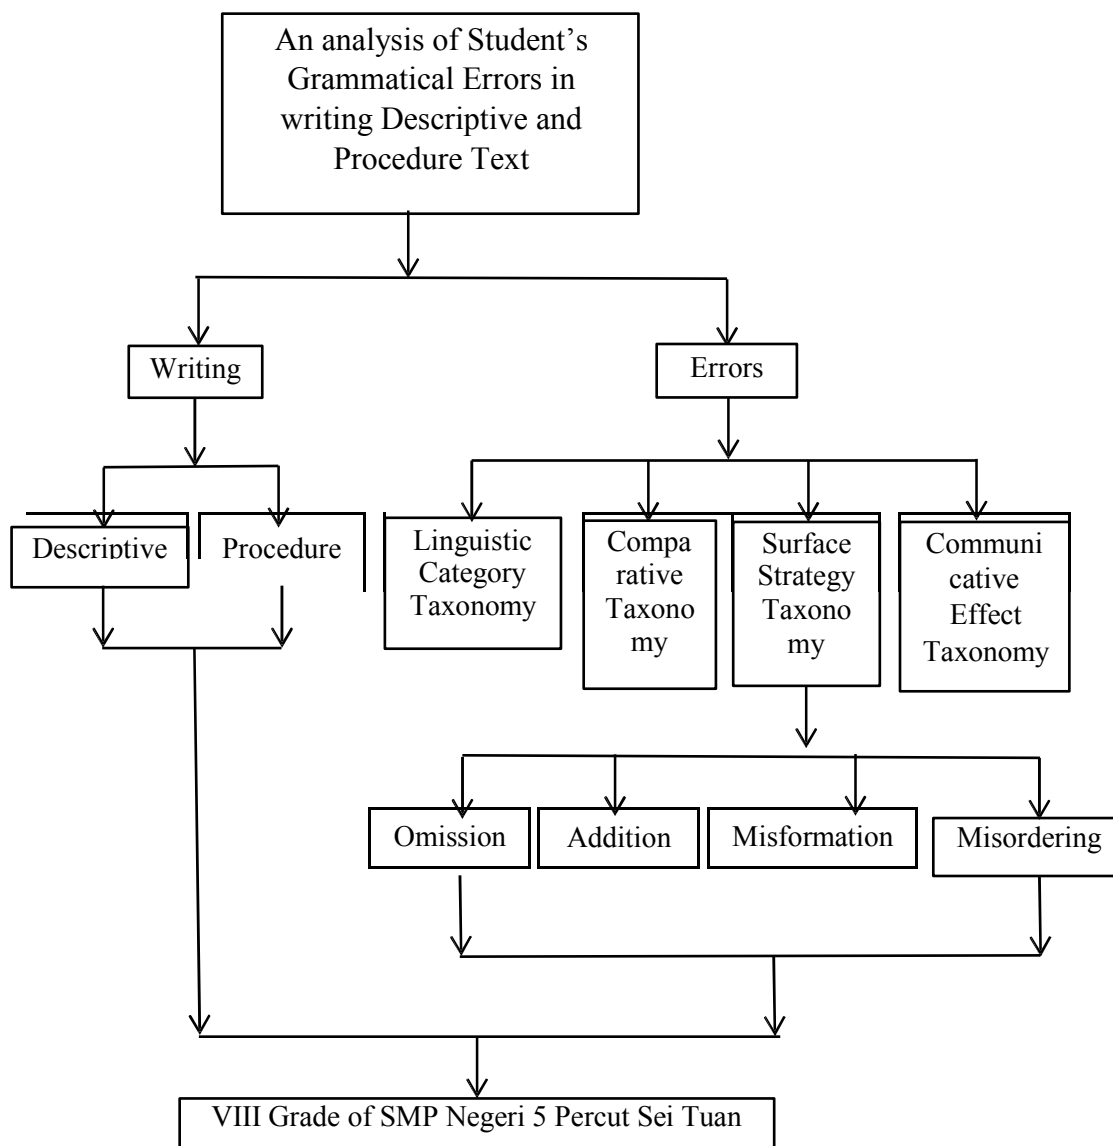 An analysis of Student’s
Grammatical Errors in
writing Descriptive and
Procedure Text
Writing
Errors
Descriptive
Procedure
Linguistic
Category
Taxonomy
Compa
rative
Taxono
my
Surface
Strategy
Taxono
my
Communi
cative
Effect
Taxonomy
Omission
Addition
Misformation
Misordering
VIII Grade of SMP Negeri 5 Percut Sei Tuan